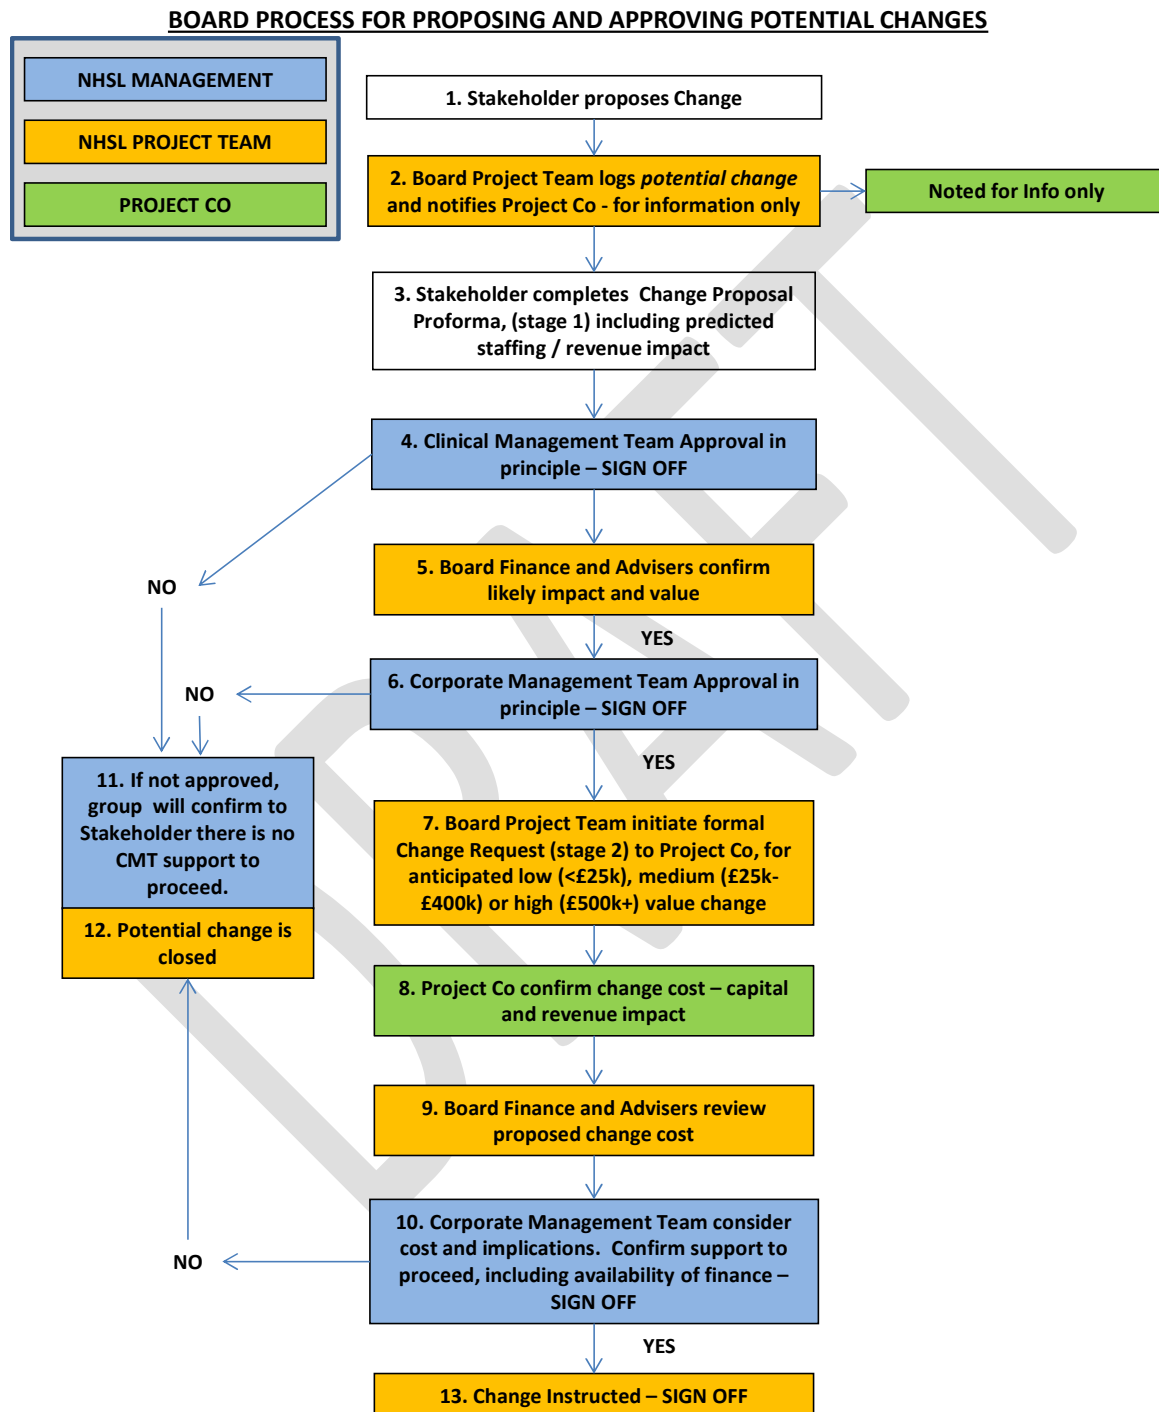 BOARD PROCESS FOR PROPOSING AND APPROVING POTENTIAL CHANGES
NHSL MANAGEMENT
NHSL PROJECT TEAM
PROJECT CO
1. Stakeholder proposes Change
2. Board Project Team logs potential change
and notifies Project Co - for information only
Noted for Info only
3. Stakeholder completes  Change Proposal
Proforma, (stage 1) including predicted
staffing / revenue impact
4. Clinical Management Team Approval in
principle – SIGN OFF
NO
5. Board Finance and Advisers confirm
likely impact and value
YES
6. Corporate Management Team Approval in
principle – SIGN OFF
NO
YES
11. If not approved,
group  will confirm to
Stakeholder there is no
CMT support to
proceed.
12. Potential change is
closed
7. Board Project Team initiate formal
Change Request (stage 2) to Project Co, for
anticipated low (<£25k), medium (£25k-
£400k) or high (£500k+) value change
8. Project Co confirm change cost – capital
and revenue impact
9. Board Finance and Advisers review
proposed change cost
10. Corporate Management Team consider
cost and implications.  Confirm support to
proceed, including availability of finance –
SIGN OFF
NO
YES
13. Change Instructed – SIGN OFF
DRAFT